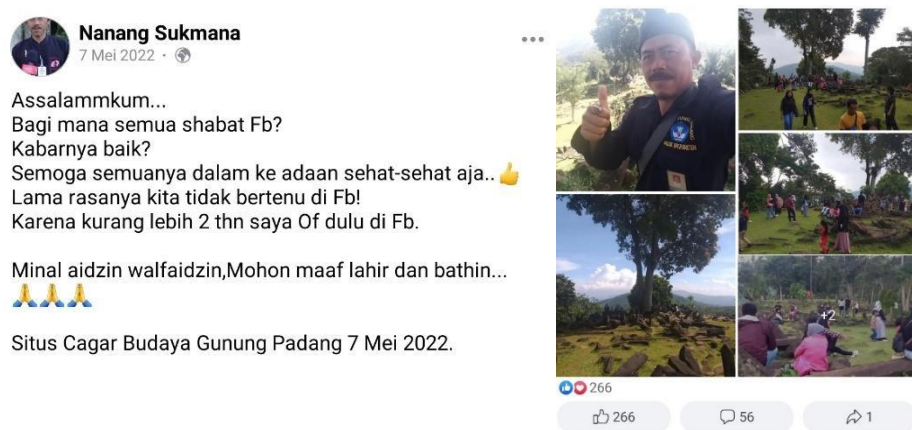 Nanang Sukmana
7 Mei 2022 ·
Assalammkum...
Bagi mana semua shabat Fb?
Kabarnya baik?
Semoga semuanya dalam ke adaan sehat-sehat aja..👍
Lama rasanya kita tidak bertenu di Fb!
Karena kurang lebih 2 thn saya Of dulu di Fb.
Minal aidzin walfaidzin,Mohon maaf lahir dan bathin...
🙏🙏🙏
Situs Cagar Budaya Gunung Padang 7 Mei 2022.
+2
266
266
56
1